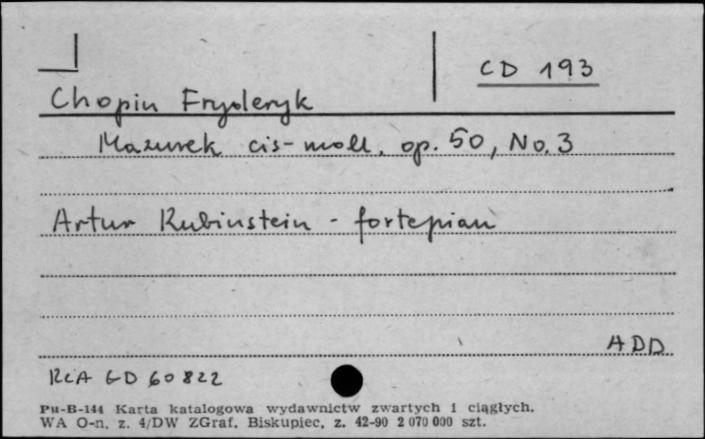 CD 193
Chopin Fryderyk
Mazurek cis-moll, op. 50, No. 3
Artur Rubinstein - fortepian
ADD
RCA GD 60822
Pu-B-144 Karta katalogowa wydawnictw zwartych i ciągłych.
WA O-n. z. 4/DW ZGraf. Biskupiec, z. 42-90 2 070 000 szt.